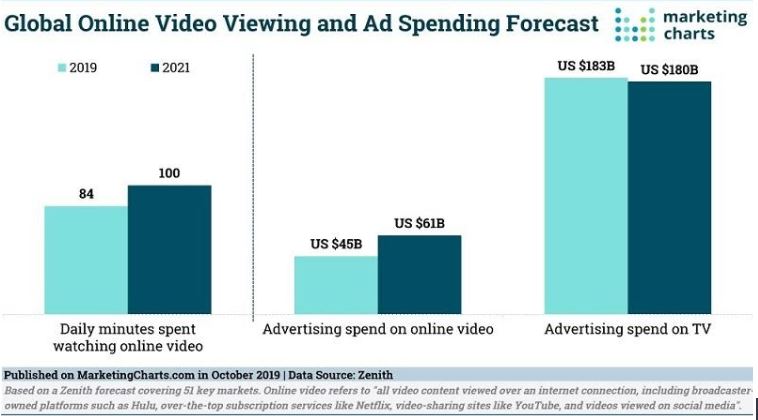 Global Online Video Viewing and Ad Spending Forecast
marketing
charts
2019
2021
84
100
US $45B
US $61B
US $183B
US $180B
Daily minutes spent
watching online video
Advertising spend on online video
Advertising spend on TV
Published on MarketingCharts.com in October 2019 | Data Source: Zenith
Based on a Zenith forecast covering 51 key markets. Online video refers to "all video content viewed over an internet connection, including broadcaster-
owned platforms such as Hulu, over-the-top subscription services like Netflix, video-sharing sites like YouTube, and videos viewed on social media".